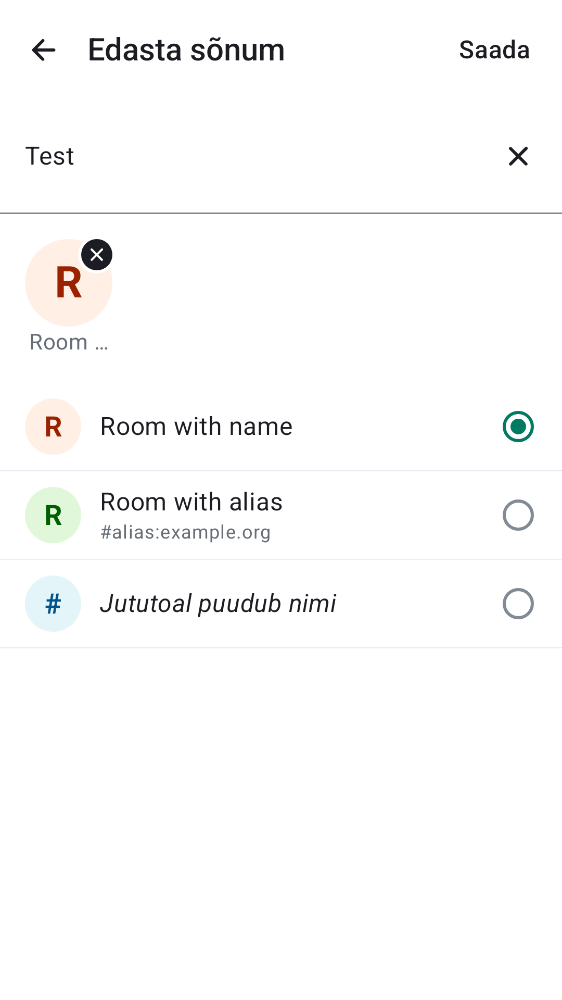 Edasta sõnum
Saada
Test
R
Room …
R
Room with name
R
Room with alias
#alias:example.org
#
Jututoal puudub nimi